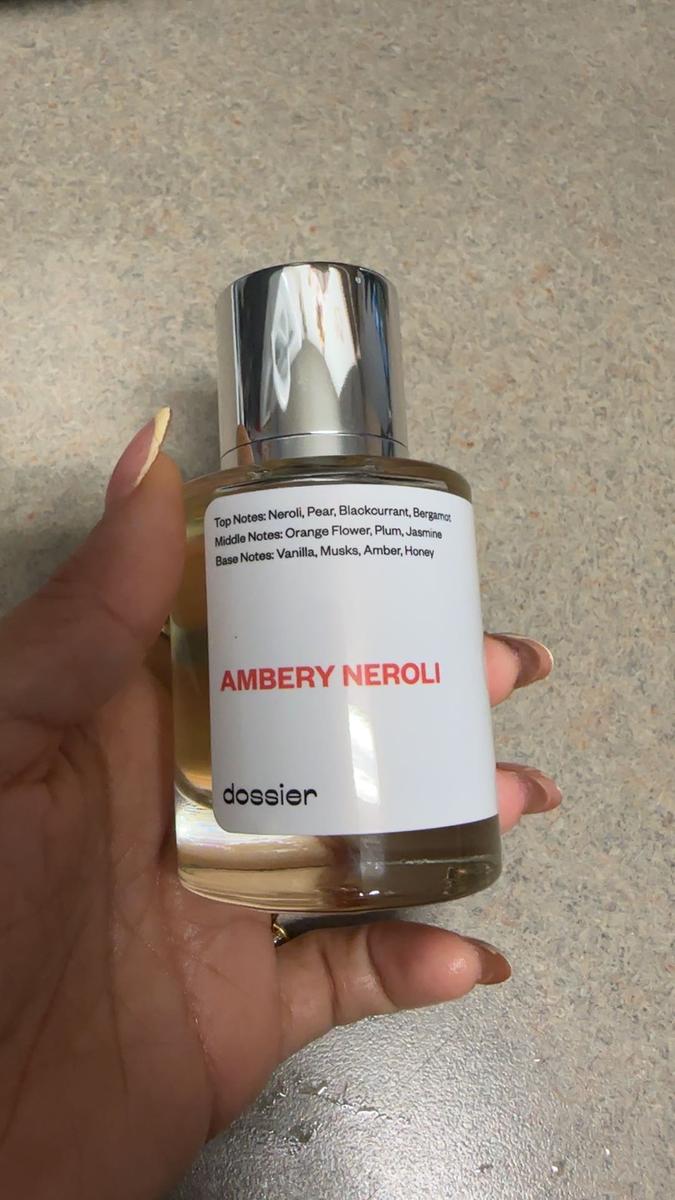 Top Notes: Neroli, Pear, Blackcurrant, Bergamot
Middle Notes: Orange Flower, Plum, Jasmine
Base Notes: Vanilla, Musks, Amber, Honey
AMBERY NEROLI
dossier